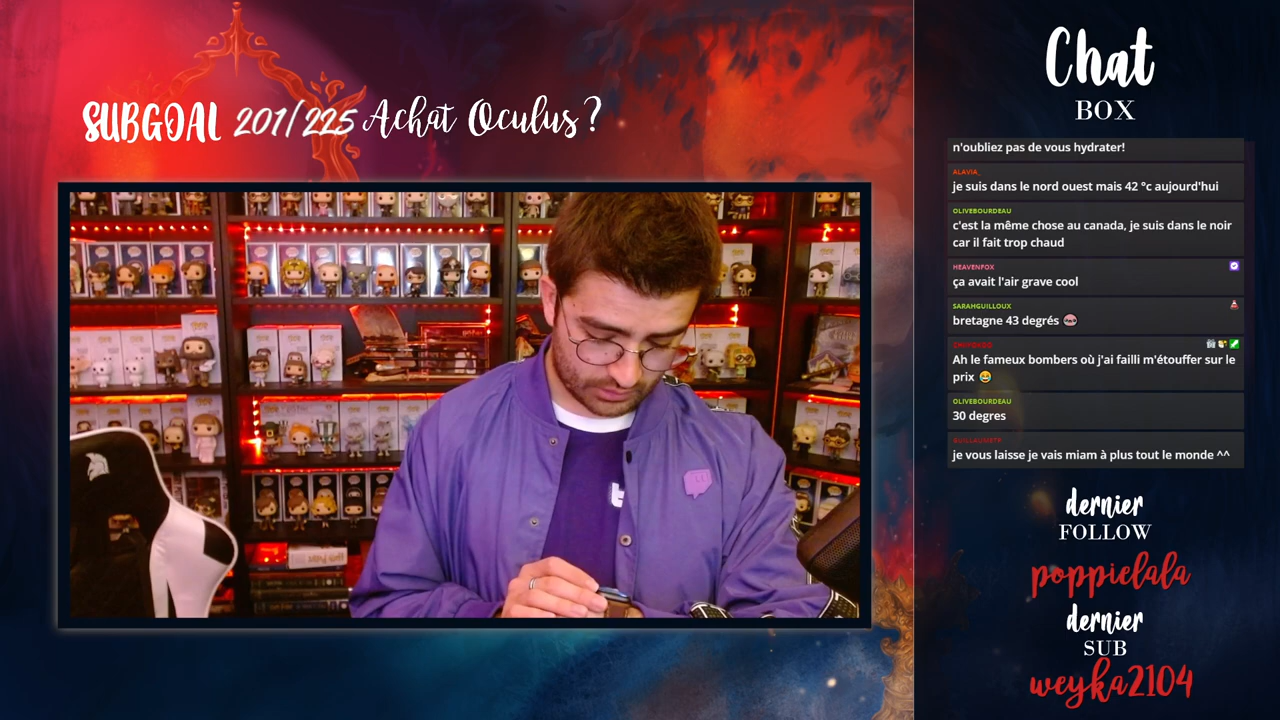 SUBGOAL 201/225 Achat Oculus ?
Chat
BOX
n'oubliez pas de vous hydrater!
ALAVIA_
je suis dans le nord ouest mais 42 °c aujourd'hui
OLIVEBOURDEAU
c'est la même chose au canada, je suis dans le noir
car il fait trop chaud
HEAVENFOX
ça avait l'air grave cool
SARAHGUILLOUX
bretagne 43 degrés
Ah le fameux bombers où j'ai failli m'étouffer sur le
prix
OLIVEBOURDEAU
30 degres
GUILLAUMETR
je vous laisse je vais miam à plus tout le monde ^^
dernier
FOLLOW
poppielala
dernier
SUB
weyka2104